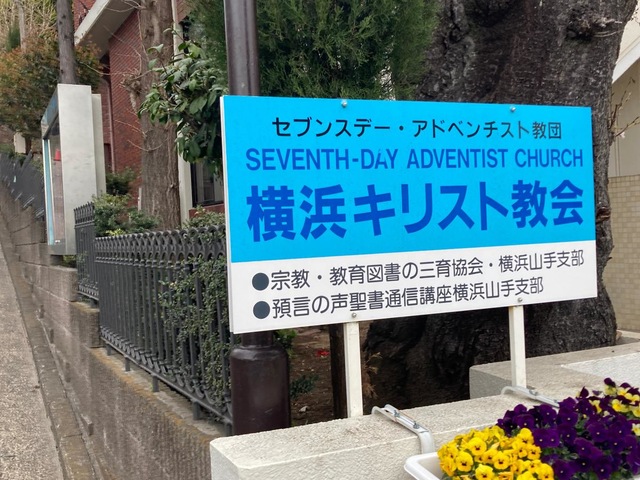 セブンスデー・アドベンチスト教団
SEVENTH-DAY ADVENTIST CHURCH
横浜キリスト教会
●宗教・教育図書の三育協会・横浜山手支部
●預言の声聖書通信講座横浜山手支部